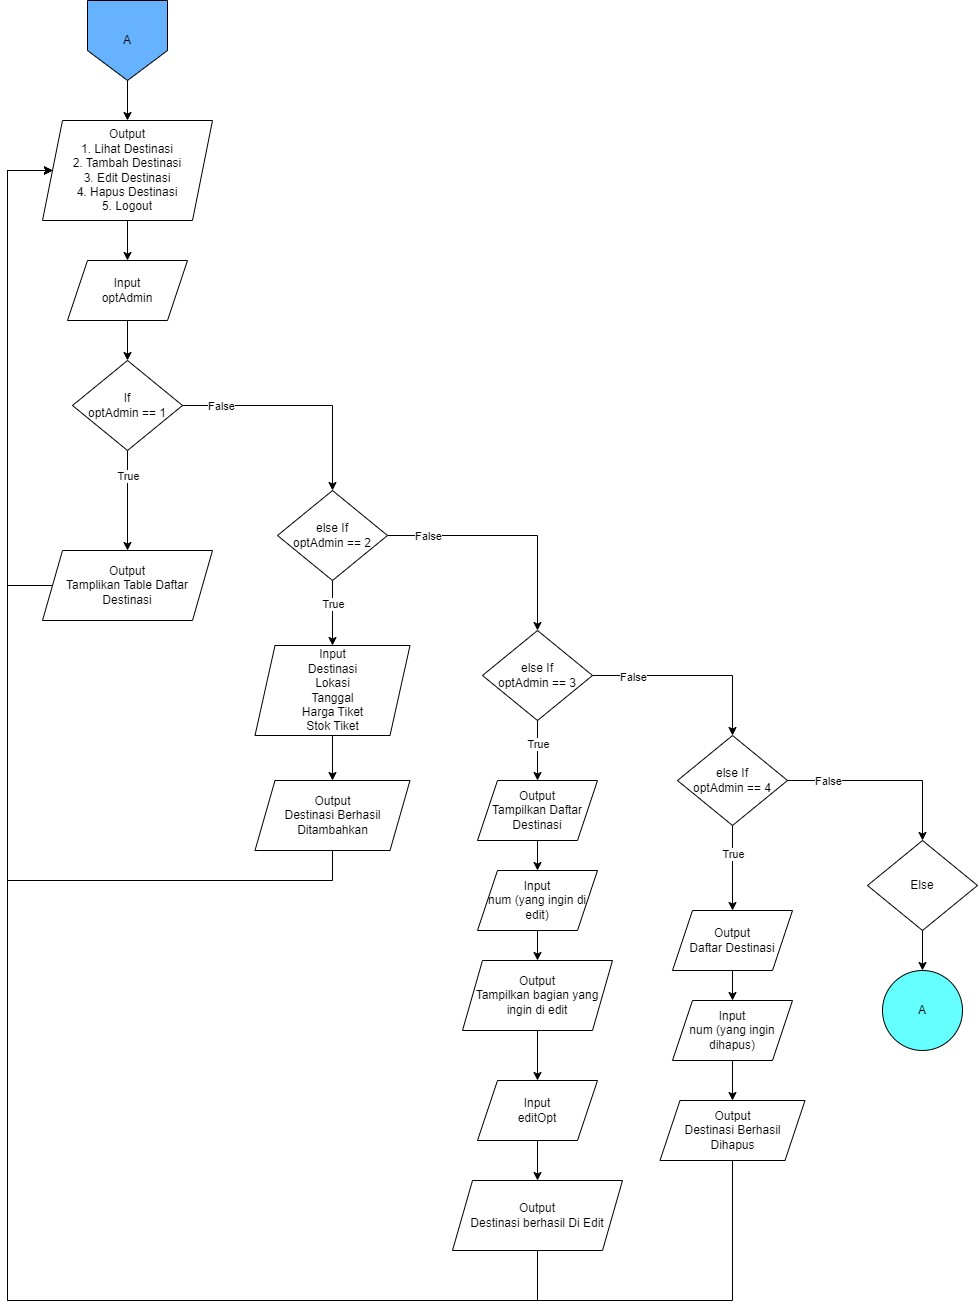 A
Output
1. Lihat Destinasi
2. Tambah Destinasi
3. Edit Destinasi
4. Hapus Destinasi
5. Logout
Input
optAdmin
If
optAdmin == 1
False
True
Output
Tamplikan Table Daftar
Destinasi
else If
optAdmin == 2
False
True
Input
Destinasi
Lokasi
Tanggal
Harga Tiket
Stok Tiket
Output
Destinasi Berhasil
Ditambahkan
else If
optAdmin == 3
False
True
Output
Tampilkan Daftar
Destinasi
Input
num (yang ingin di
edit)
Output
Tampilkan bagian yang
ingin di edit
Input
editOpt
Output
Destinasi berhasil Di Edit
else If
optAdmin == 4
False
True
Output
Daftar Destinasi
Input
num (yang ingin
dihapus)
Output
Destinasi Berhasil
Dihapus
Else
A